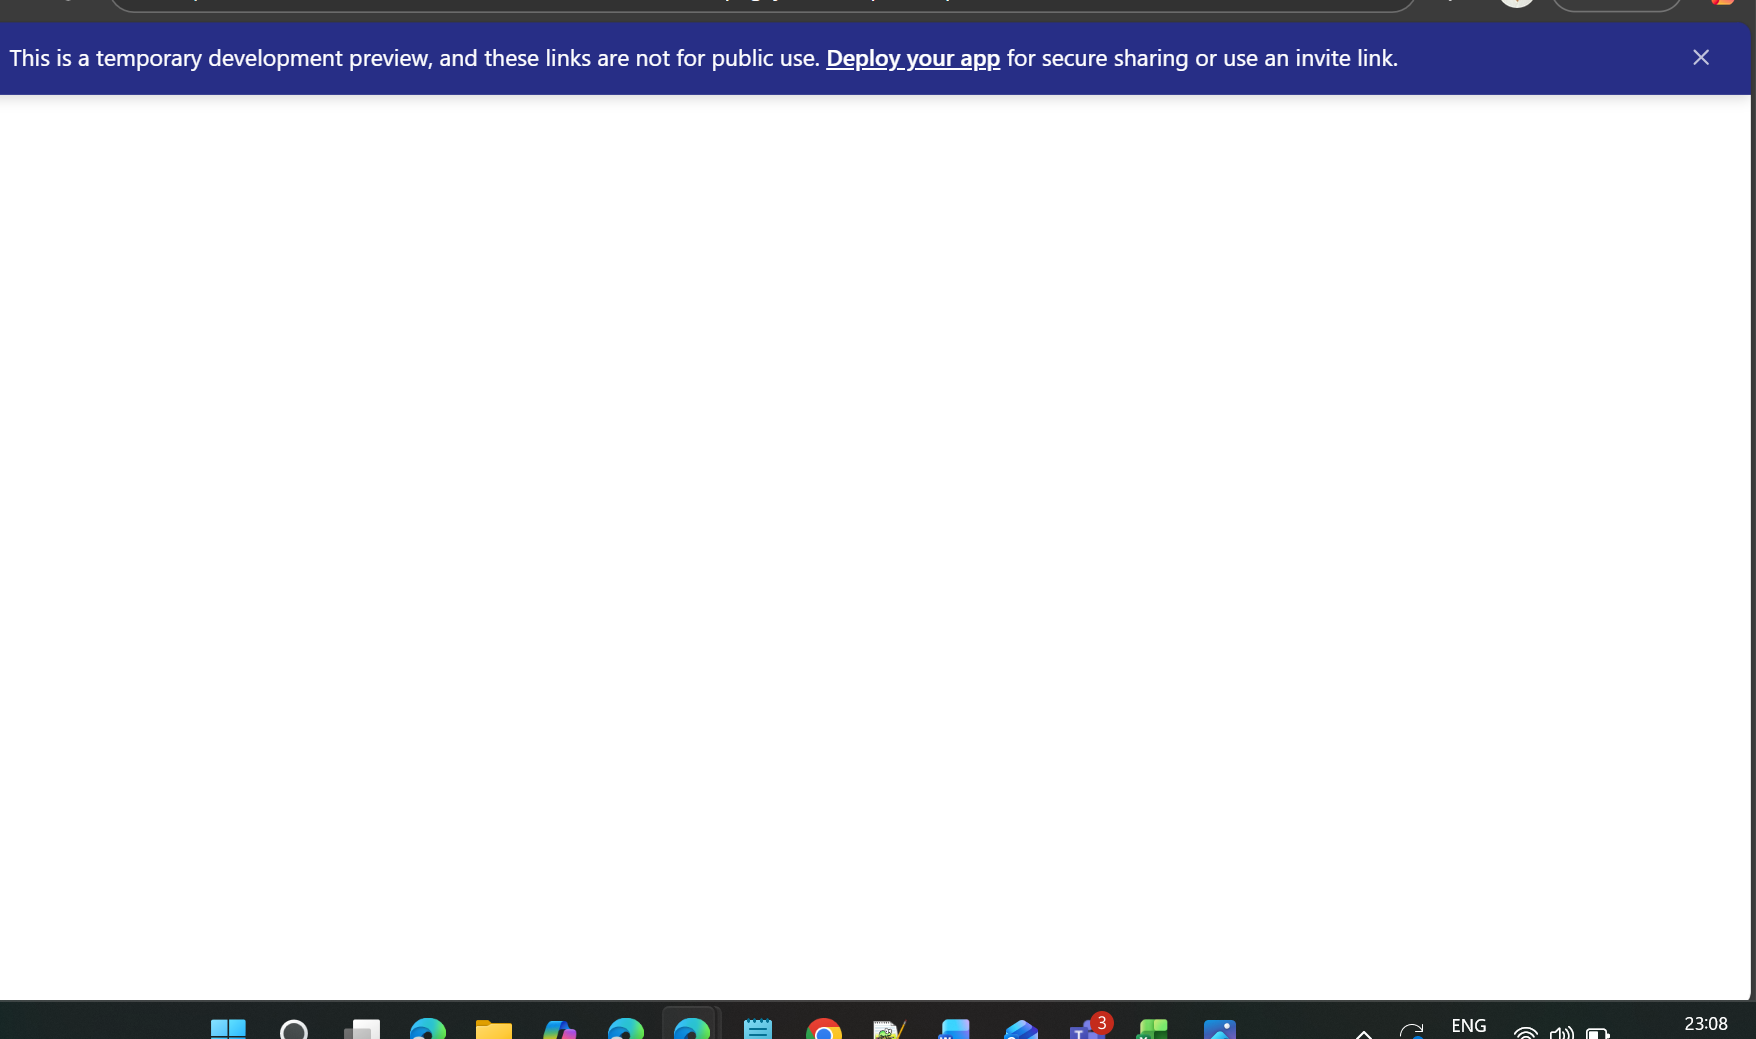 This is a temporary development preview, and these links are not for public use. Deploy your app for secure sharing or use an invite link.
3
ENG
23:08